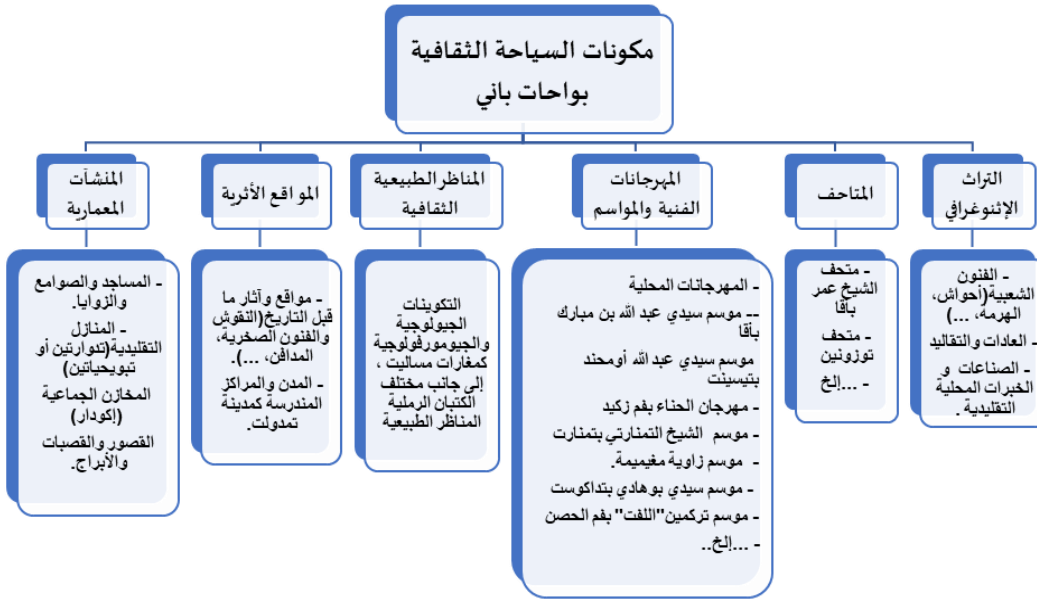 مكونات السياحة الثقافية
بواحات باني
التراث
الإثنوغرافي
المتاحف
المهرجانات
الفنية والمواسم
المناظر الطبيعية
الثقافية
المواقع الأثرية
المنشآت
المعمارية
- الفنون
الشعبية(أحواش،
الهرمة، ...)
- العادات والتقاليد
- الصناعات و
الخبرات المحلية
التقليدية .
- متحف
الشيخ عمر
بأقا
- متحف
توزونين
- ...إلخ
- المهرجانات المحلية
-- موسم سيدي عبد الله بن مبارك
بأقا
موسم سيدي عبد الله أومحند
بتيسينت
- مهرجان الحناء بفم زكيد
- موسم الشيخ التمنارتي بتمنارت
- موسم زاوية مغيميمة.
- موسم سيدي بوهادي بتداكوست
- موسم تركمين"اللفت" بفم الحصن
- ...إلخ..
التكوينات
الجيولوجية
والجيومورفولوجية
كمغارات مساليت ،
إلى جانب مختلف
الكتبان الرملية
المناظر الطبيعية
- مواقع وآثار ما
قبل التاريخ(النقوش
والفنون الصخرية،
المدافن، ...).
- المدن والمراكز
المندرسة كمدينة
تمدولت.
- المساجد والصوامع
والزوايا.
- المنازل
التقليدية(تدوارتين أو
تبويحياتين)
المخازن الجماعية
(إكودار)
القصور والقصبات
والأبراج.